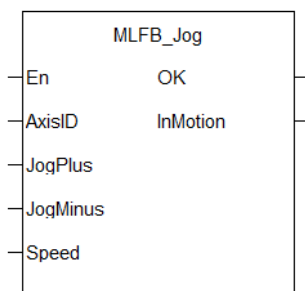 MLFB_Jog
En OK
AxisID InMotion
JogPlus
JogMinus
Speed